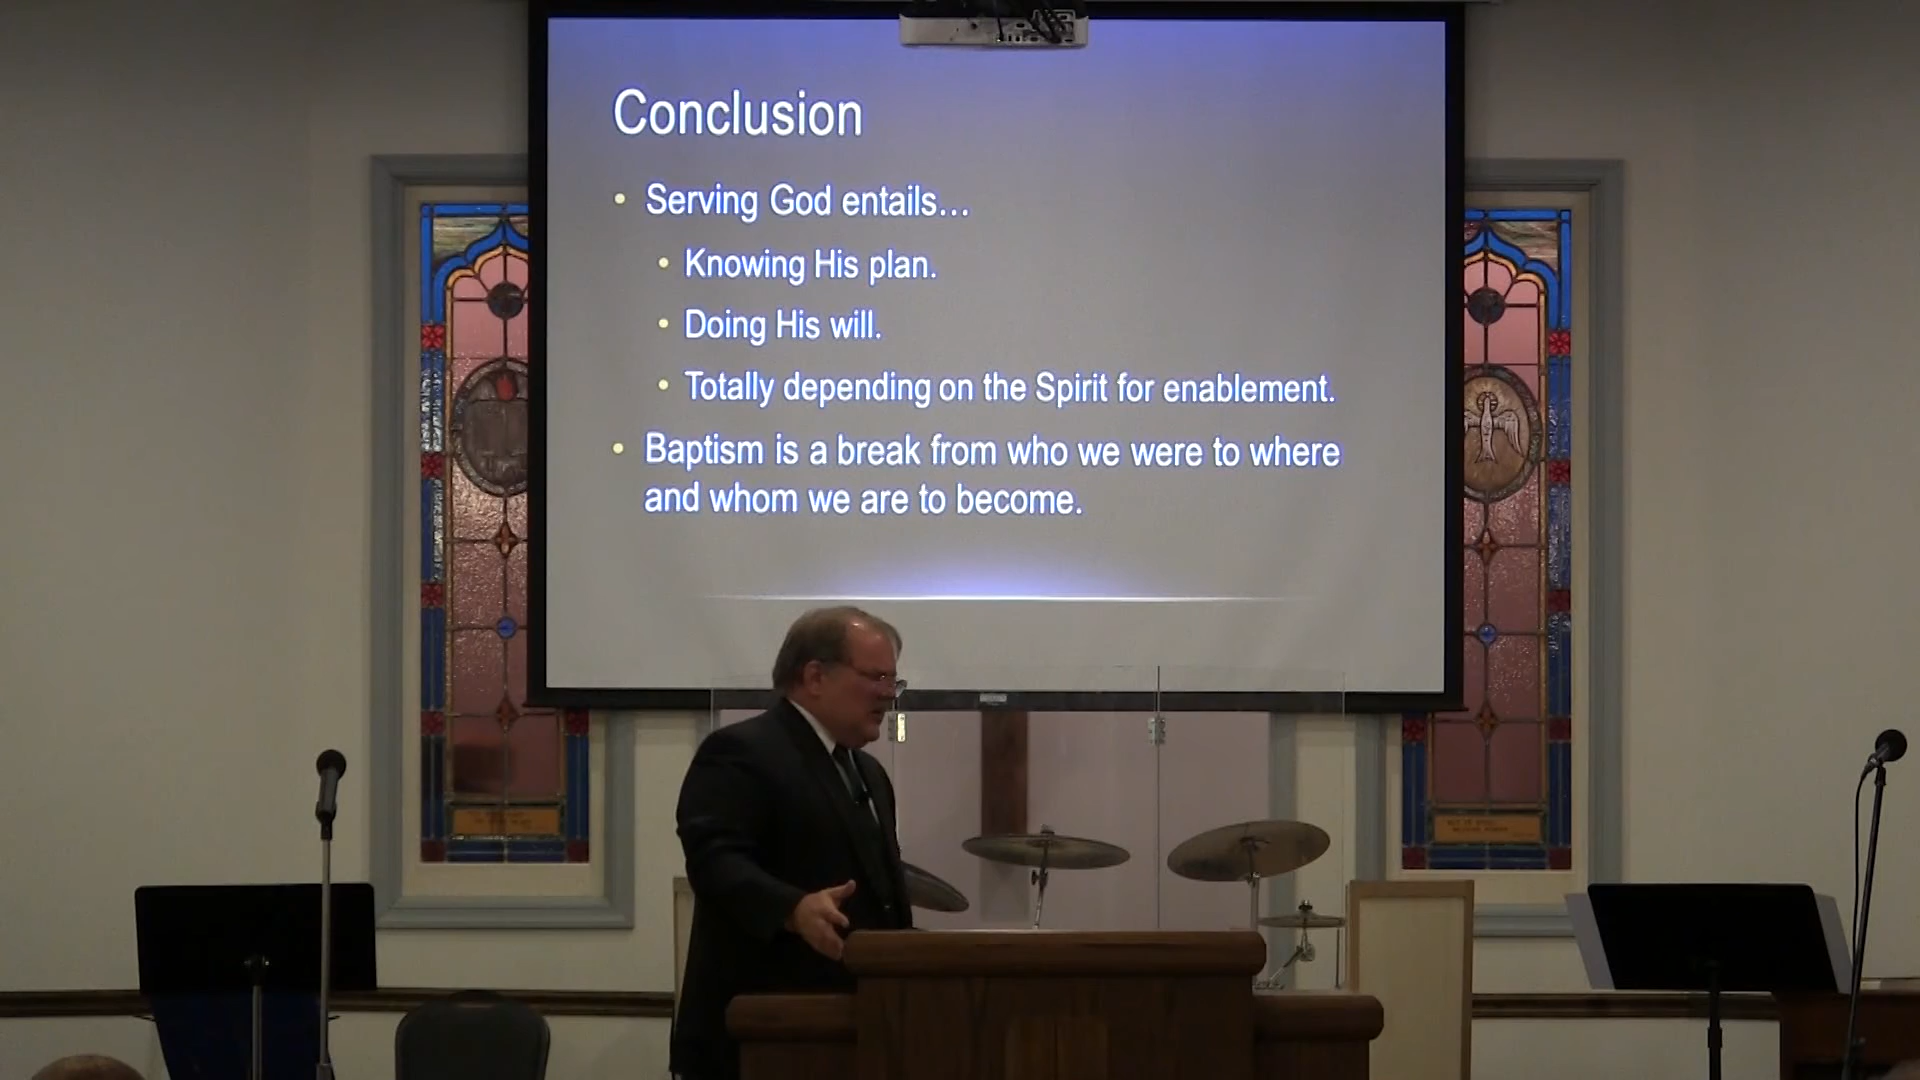 Conclusion
• Serving God entails…
• Knowing His plan.
• Doing His will.
• Totally depending on the Spirit for enablement.
• Baptism is a break from who we were to where
and whom we are to become.